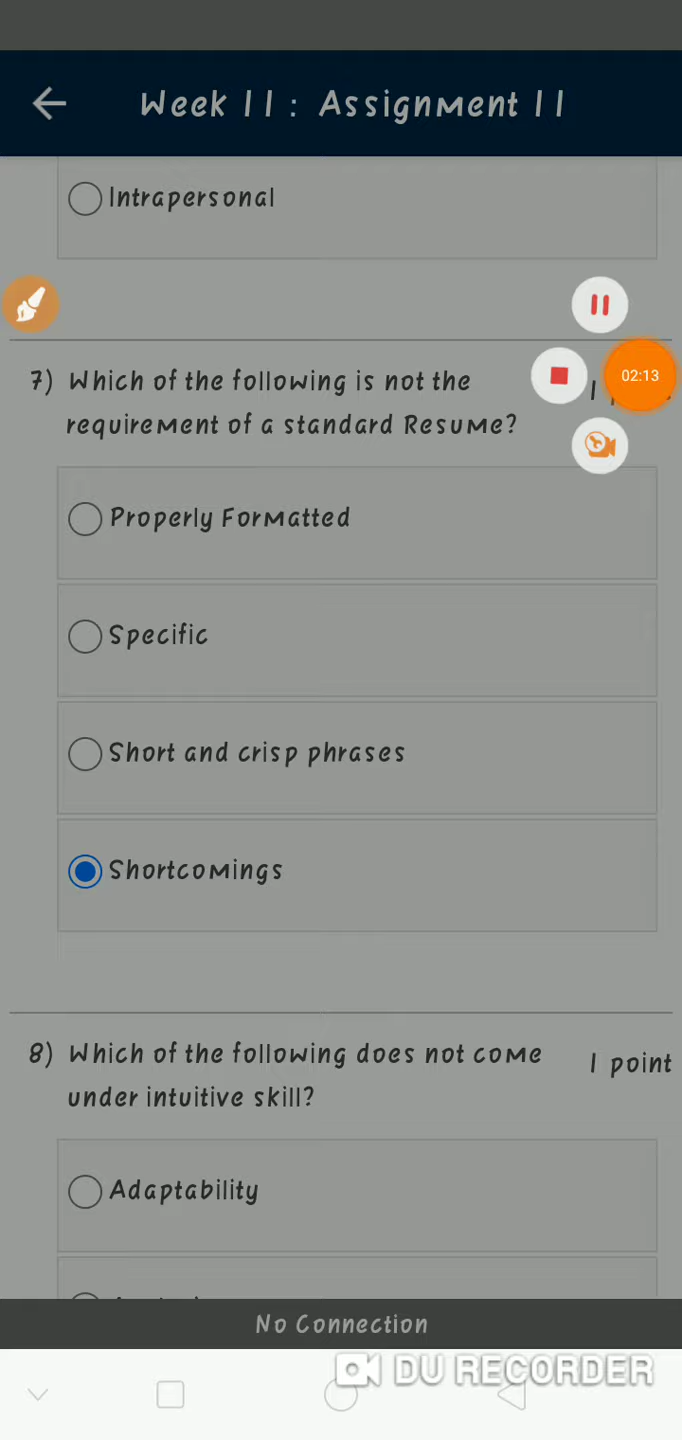 Week 11 : Assignment 11
Intrapersonal
7) Which of the following is not the
requirement of a standard Resume?
02:13
Properly Formatted
Specific
Short and crisp phrases
Shortcomings
8) Which of the following does not come
under intuitive skill?
1 point
Adaptability
No Connection
DU RECORDER